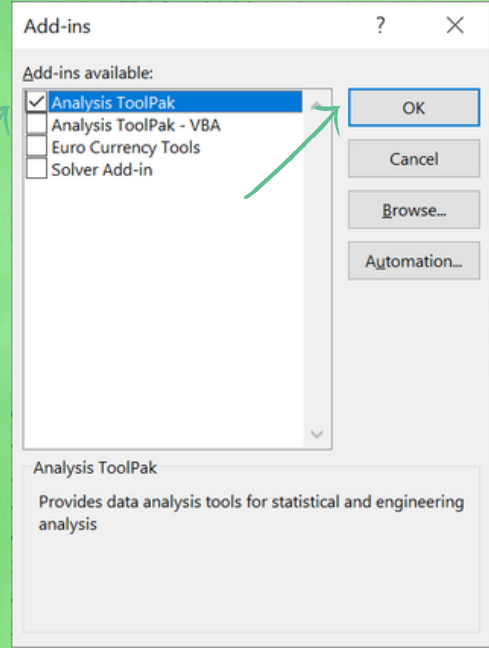 Add-ins
?
Add-ins available:
Analysis ToolPak
Analysis ToolPak - VBA
Euro Currency Tools
Solver Add-in
OK
Cancel
Browse...
Automation...
Analysis ToolPak
Provides data analysis tools for statistical and engineering
analysis